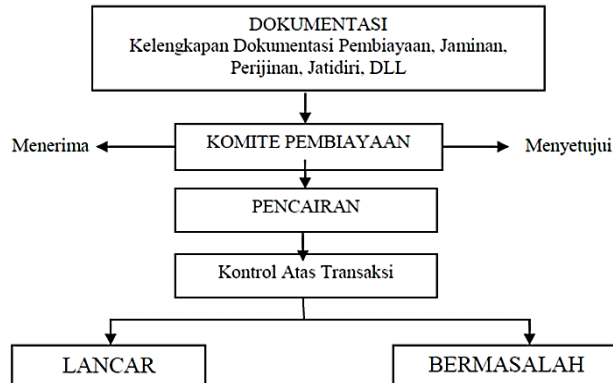 DOKUMENTASI
Kelengkapan Dokumentasi Pembiayaan, Jaminan,
Perijinan, Jatidiri, DLL
Menerima
KOMITE PEMBIAYAAN
Menyetujui
PENCAIRAN
Kontrol Atas Transaksi
LANCAR
BERMASALAH